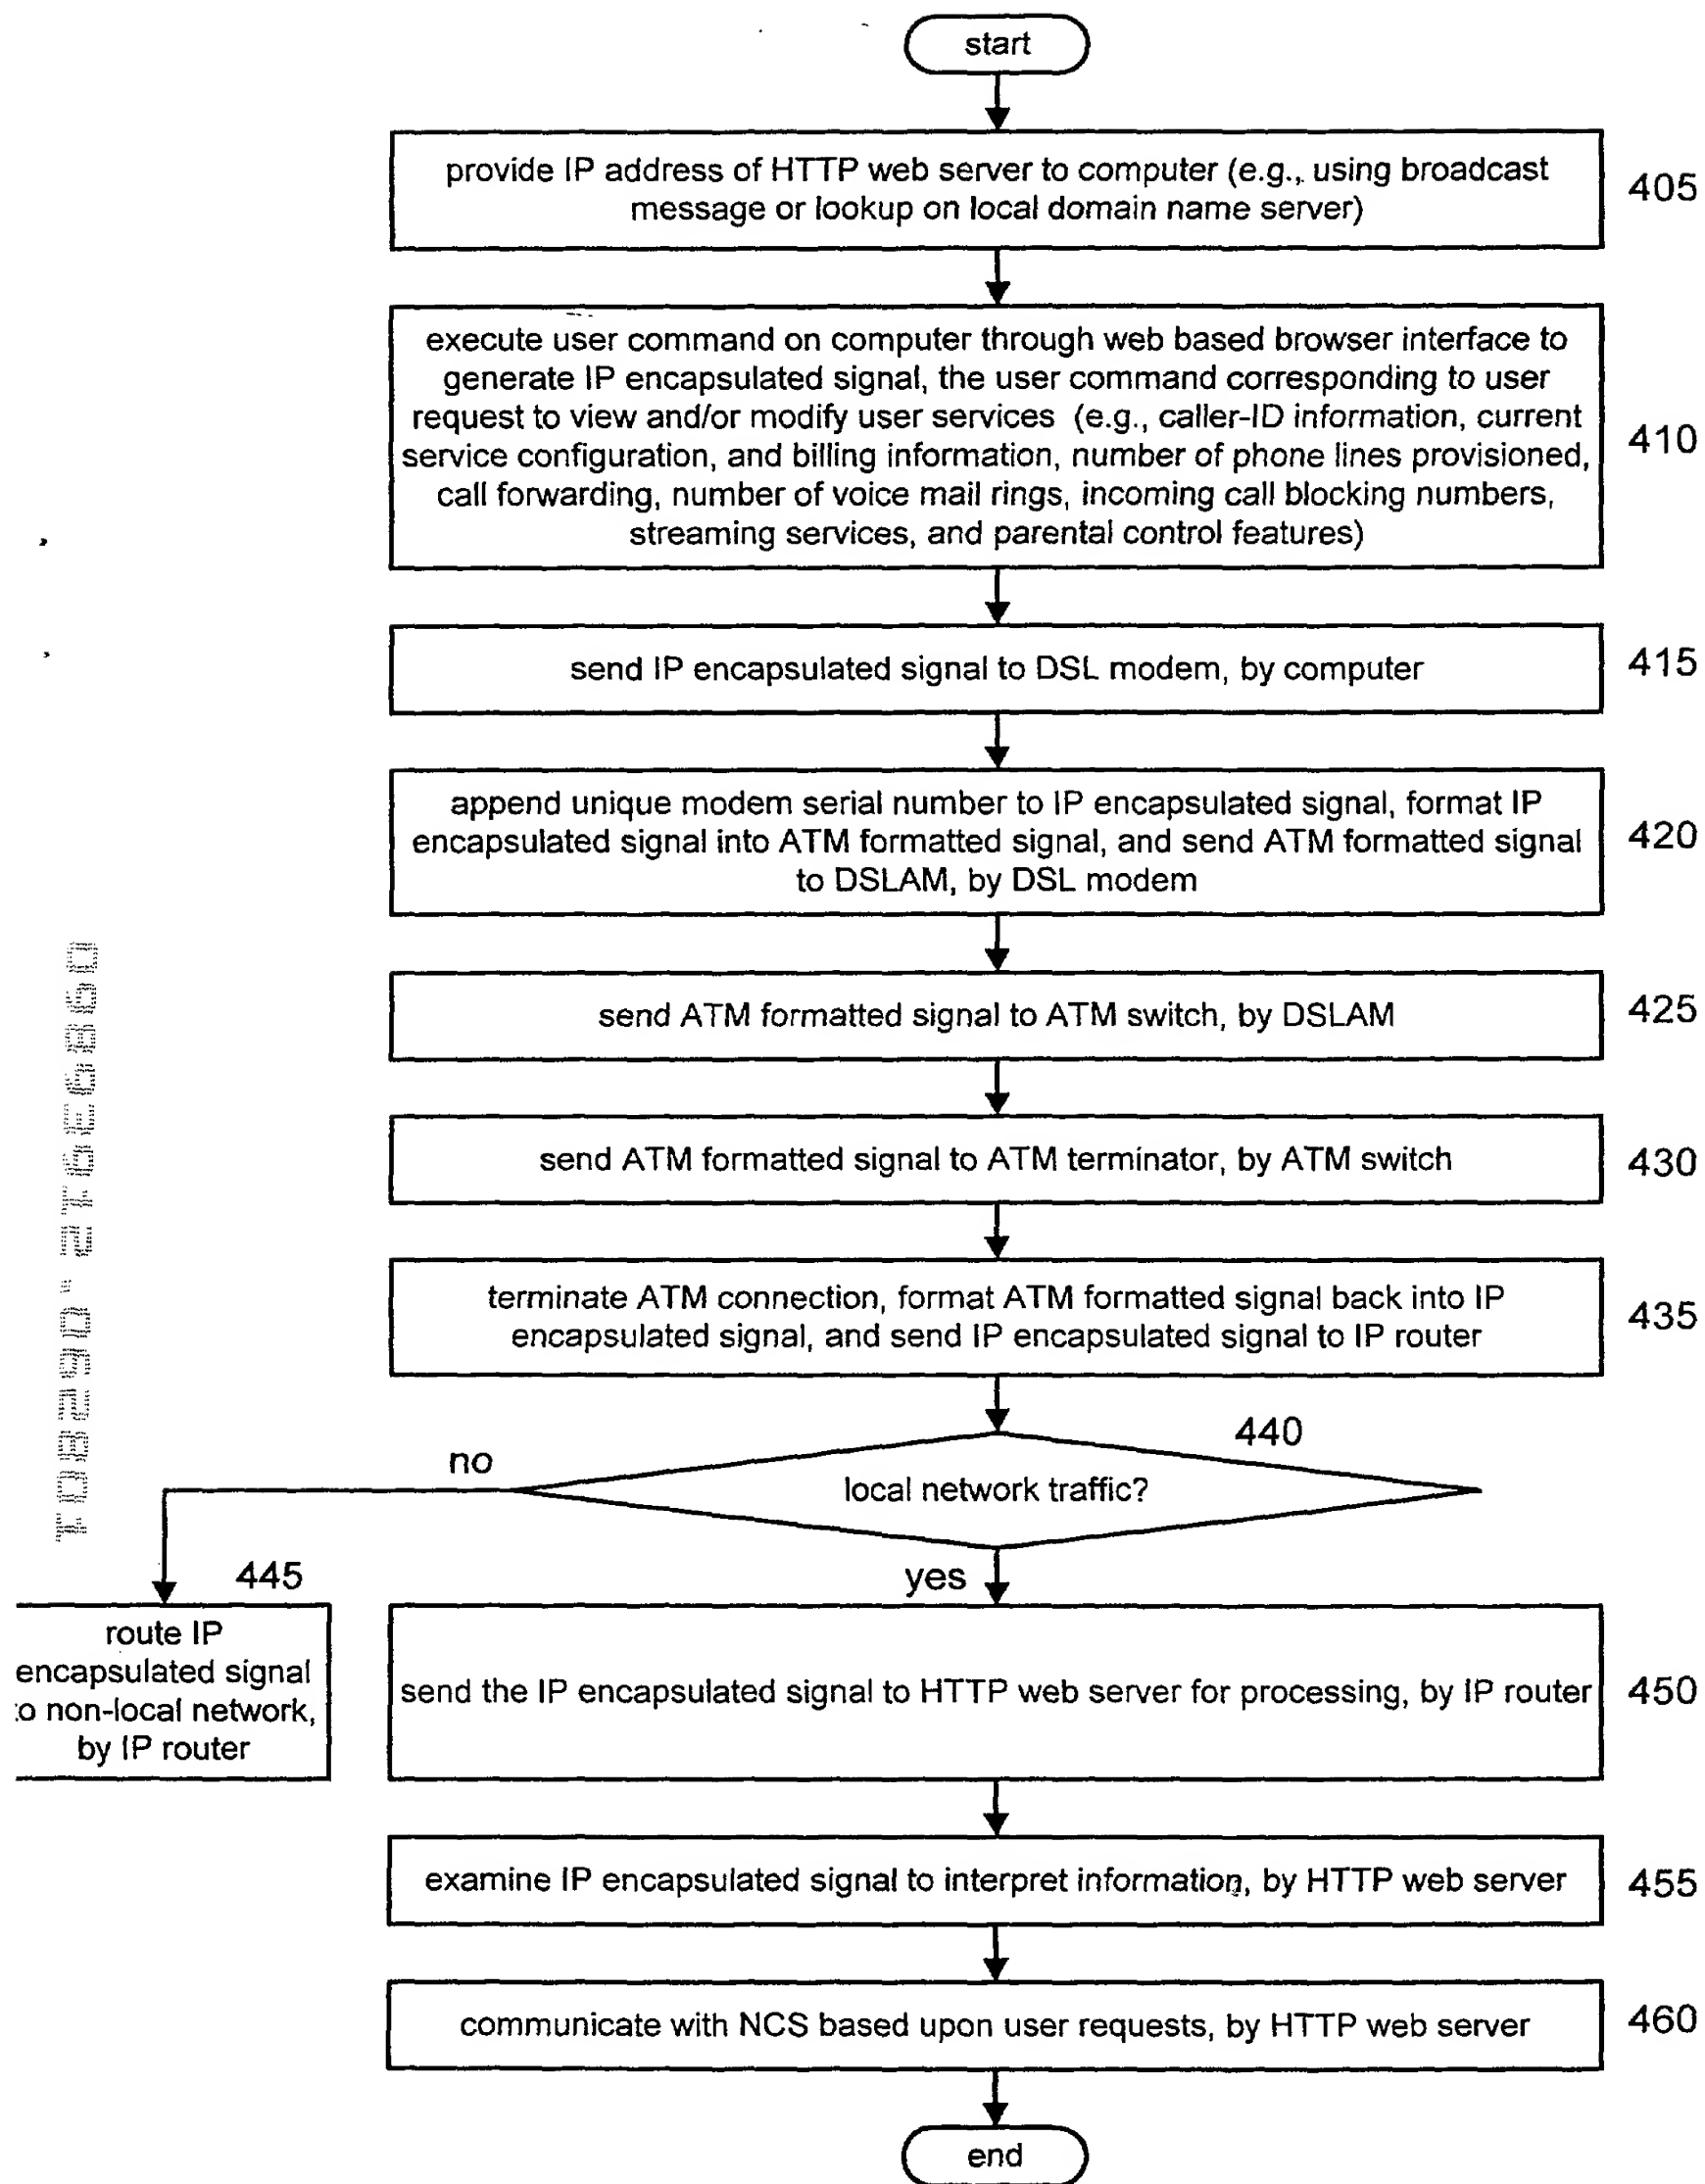 start
provide IP address of HTTP web server to computer (e.g., using broadcast
message or lookup on local domain name server)
405
execute user command on computer through web based browser interface to
generate IP encapsulated signal, the user command corresponding to user
request to view and/or modify user services (e.g., caller-ID information, current
service configuration, and billing information, number of phone lines provisioned,
call forwarding, number of voice mail rings, incoming call blocking numbers,
streaming services, and parental control features)
410
send IP encapsulated signal to DSL modem, by computer
415
append unique modem serial number to IP encapsulated signal, format IP
encapsulated signal into ATM formatted signal, and send ATM formatted signal
to DSLAM, by DSL modem
420
send ATM formatted signal to ATM switch, by DSLAM
425
send ATM formatted signal to ATM terminator, by ATM switch
430
terminate ATM connection, format ATM formatted signal back into IP
encapsulated signal, and send IP encapsulated signal to IP router
435
440
local network traffic?
no
yes
445
route IP
encapsulated signal
o non-local network,
by IP router
send the IP encapsulated signal to HTTP web server for processing, by IP router
450
examine IP encapsulated signal to interpret information, by HTTP web server
455
communicate with NCS based upon user requests, by HTTP web server
460
end